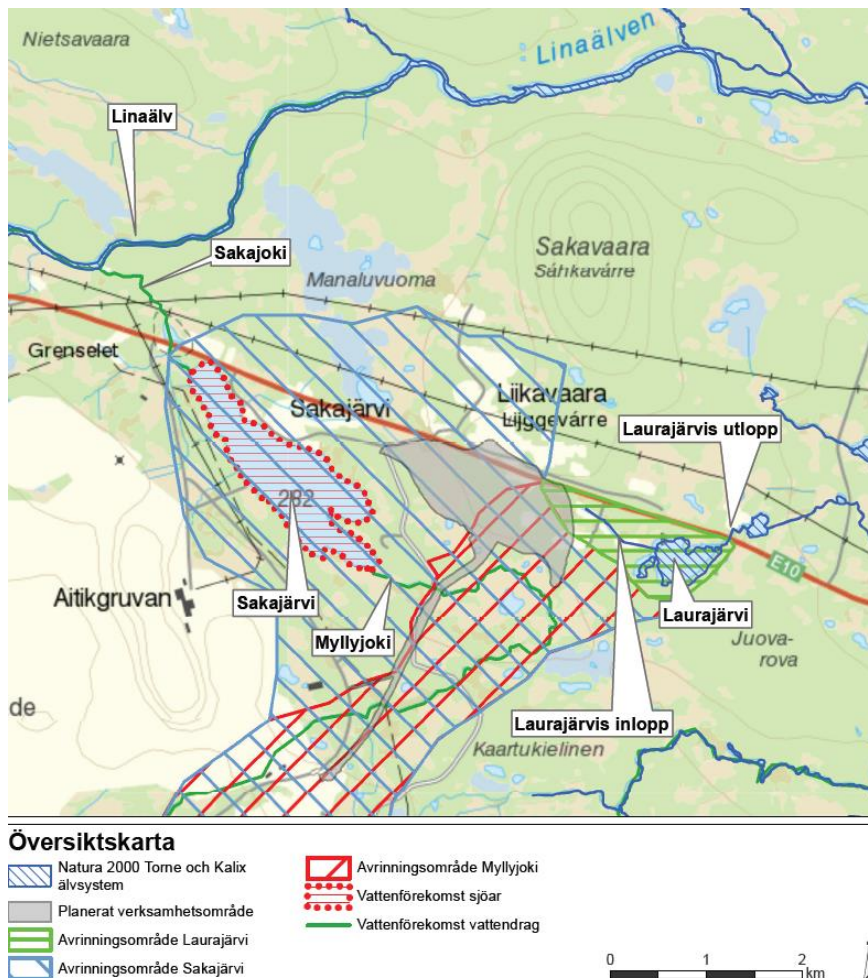 Nietsavaara
Linaälven
Linaälv
Sakajoki
Sakavaara
Sáhkavárre
Manaluvuoma
Grenselet
Sakajärvi
Liikavaara
Lijggevárre
Laurajärvis utlopp
282
E10
Aitikgruvan
Sakajärvi
Myllyjoki
Laurajärvi
Juova-
rova
de
Laurajärvis inlopp
Kaartukielinen
Översiktskarta
Natura 2000 Torne och Kalix
älvsystem
Planerat verksamhetsområde
Avrinningsområde Laurajärvi
Avrinningsområde Sakajärvi
Avrinningsområde Myllyjoki
Vattenförekomst sjöar
Vattenförekomst vattendrag
0 1 2
km